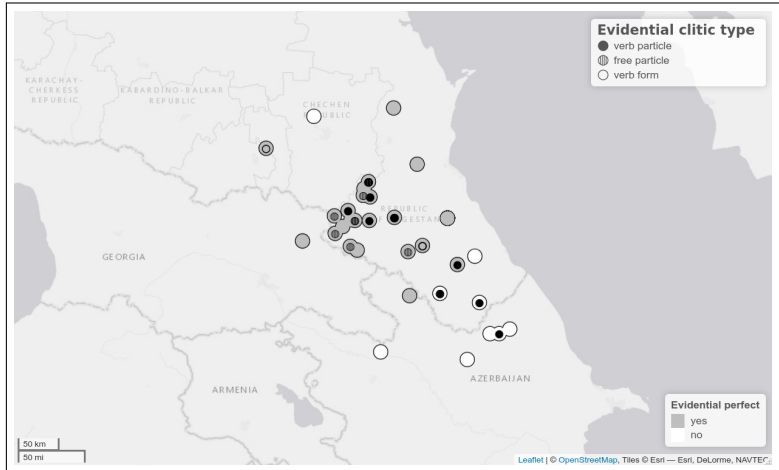 Evidential clitic type
verb particle
free particle
verb form
KARACHAY-
CHERKESS
REPUBLIC
KABARDINO-BALKAR
REPUBLIC
CHECHEN
REPUBLIC
REPUBLIC
GEORGIA
ARMENIA
AZERBAIJAN
Evidential perfect
yes
no
50 km
50 mi
Leaflet | © OpenStreetMap, Tiles © Esri — Esri, DeLorme, NAVTEQ